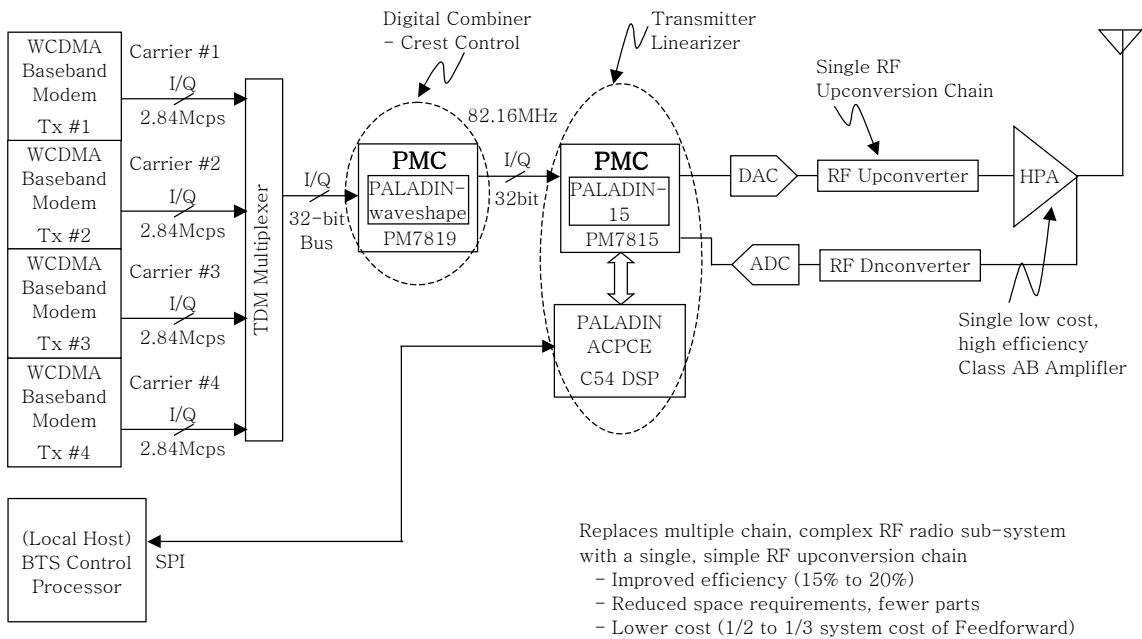 Digital Combiner
- Crest Control
Transmitter
Linearizer
WCDMA
Baseband
Modem
Tx #1
Carrier #1
I/Q
2.84Mcps
WCDMA
Baseband
Modem
Tx #2
Carrier #2
I/Q
2.84Mcps
WCDMA
Baseband
Modem
Tx #3
Carrier #3
I/Q
2.84Mcps
WCDMA
Baseband
Modem
Tx #4
Carrier #4
I/Q
2.84Mcps
TDM Multiplexer
I/Q
32-bit
Bus
PMC
PALADIN-
waveshape
PM7819
82.16MHz
I/Q
32bit
PMC
PALADIN-
15
PM7815
PALADIN
ACPCE
C54 DSP
Single RF
Upconversion Chain
DAC
RF Upconverter
HPA
ADC
RF Dnconverter
Single low cost,
high efficiency
Class AB Amplifler
(Local Host)
BTS Control
Processor
SPI
Replaces multiple chain, complex RF radio sub-system
with a single, simple RF upconversion chain
- Improved efficiency (15% to 20%)
- Reduced space requirements, fewer parts
- Lower cost (1/2 to 1/3 system cost of Feedforward)